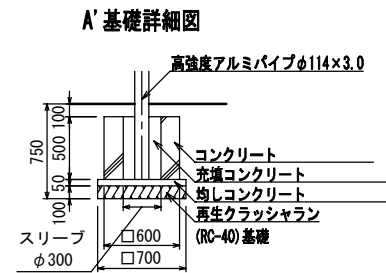 A' 基礎詳細図
高強度アルミパイプφ114×3.0
750
100
500
50
100
コンクリート
充填コンクリート
均しコンクリート
再生クラッシャラン
(RC-40)基礎
スリーブ
φ300
□600
□700